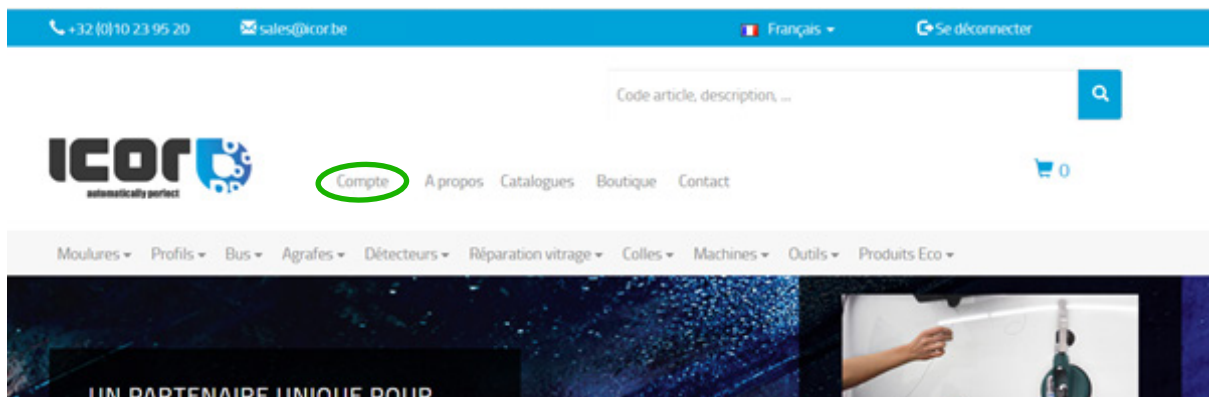 +32 (0)10 23 95 20 sales@icor.be Français Se déconnecter
Code article, description, ...
icor
automatically perfect
Compte A propos Catalogues Boutique Contact 0
Moulures Profils Bus Agrafes Détecteurs Réparation vitrage Colles Machines Outils Produits Eco
UN PARTENAIRE UNIQUE POUR